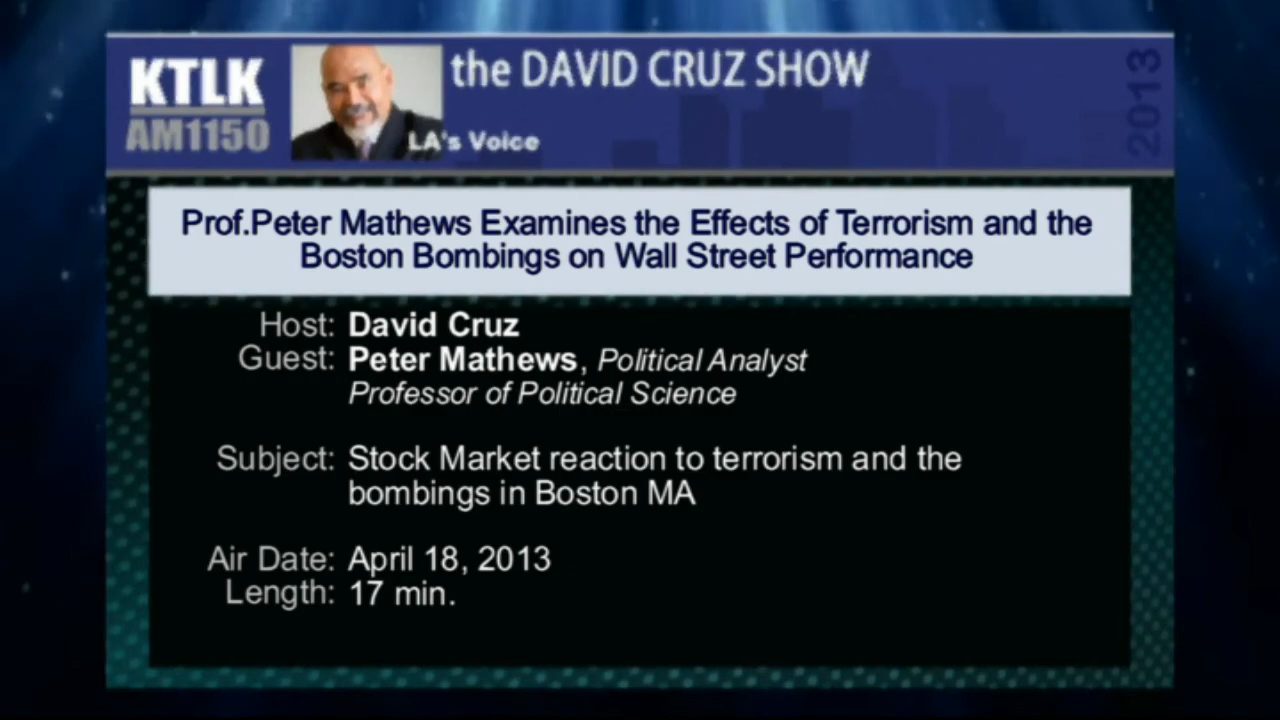 KTLK
AM1150
the DAVID CRUZ SHOW
LA's Voice
2013
Prof.Peter Mathews Examines the Effects of Terrorism and the
Boston Bombings on Wall Street Performance
Host: David Cruz
Guest: Peter Mathews, Political Analyst
Professor of Political Science
Subject: Stock Market reaction to terrorism and the
bombings in Boston MA
Air Date: April 18, 2013
Length: 17 min.